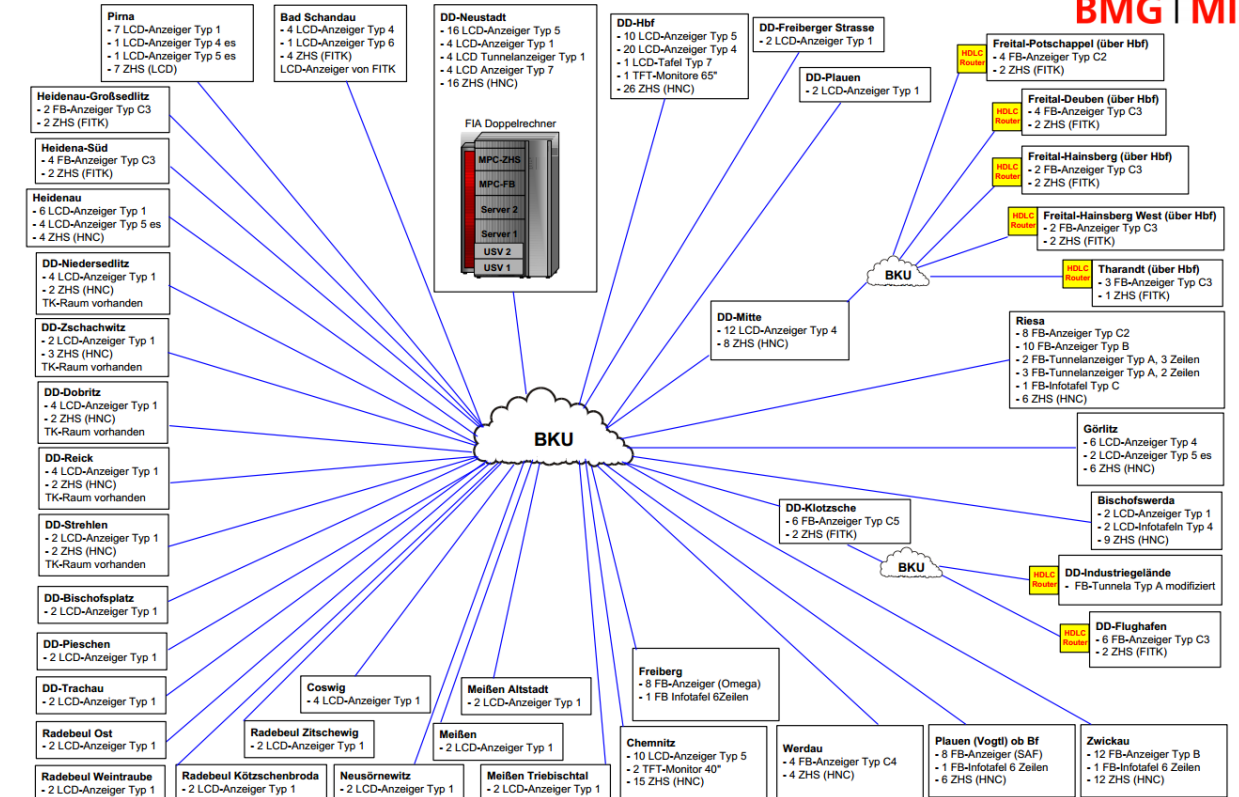 BMG | MI
Pirna
- 7 LCD-Anzeiger Typ 1
- 1 LCD-Anzeiger Typ 4 es
- 1 LCD-Anzeiger Typ 5 es
- 7 ZHS (LCD)
Bad Schandau
- 4 LCD-Anzeiger Typ 4
- 1 LCD-Anzeiger Typ 6
- 4 ZHS (FITK)
LCD-Anzeiger von FITK
DD-Neustadt
- 16 LCD-Anzeiger Typ 5
- 4 LCD-Anzeiger Typ 1
- 4 LCD Tunnelanzeiger Typ 1
- 4 LCD Anzeiger Typ 7
- 16 ZHS (HNC)
FIA Doppelrechner
MPC-ZHS
MPC-FB
Server 2
Server 1
USV 2
USV 1
DD-Hbf
- 10 LCD-Anzeiger Typ 5
- 20 LCD-Anzeiger Typ 4
- 1 LCD-Tafel Typ 7
- 1 TFT-Monitore 65"
- 26 ZHS (HNC)
DD-Freiberger Strasse
- 2 LCD-Anzeiger Typ 1
DD-Plauen
- 2 LCD-Anzeiger Typ 1
HDLC
Router
Freital-Potschappel (über Hbf)
- 4 FB-Anzeiger Typ C2
- 2 ZHS (FITK)
HDLC
Router
Freital-Deuben (über Hbf)
- 4 FB-Anzeiger Typ C3
- 2 ZHS (FITK)
HDLC
Router
Freital-Hainsberg (über Hbf)
- 2 FB-Anzeiger Typ C3
- 2 ZHS (FITK)
HDLC
Router
Freital-Hainsberg West (über Hbf)
- 2 FB-Anzeiger Typ C3
- 2 ZHS (FITK)
HDLC
Router
Tharandt (über Hbf)
- 3 FB-Anzeiger Typ C3
- 1 ZHS (FITK)
BKU
DD-Mitte
- 12 LCD-Anzeiger Typ 4
- 8 ZHS (HNC)
Heidenau-Großsedlitz
- 2 FB-Anzeiger Typ C3
- 2 ZHS (FITK)
Heidena-Süd
- 4 FB-Anzeiger Typ C3
- 2 ZHS (FITK)
Heidenau
- 6 LCD-Anzeiger Typ 1
- 4 LCD-Anzeiger Typ 5 es
- 4 ZHS (HNC)
DD-Niedersedlitz
- 4 LCD-Anzeiger Typ 1
- 2 ZHS (HNC)
TK-Raum vorhanden
DD-Zschachwitz
- 2 LCD-Anzeiger Typ 1
- 3 ZHS (HNC)
TK-Raum vorhanden
DD-Dobritz
- 4 LCD-Anzeiger Typ 1
- 2 ZHS (HNC)
TK-Raum vorhanden
DD-Reick
- 4 LCD-Anzeiger Typ 1
- 2 ZHS (HNC)
TK-Raum vorhanden
DD-Strehlen
- 2 LCD-Anzeiger Typ 1
- 2 ZHS (HNC)
TK-Raum vorhanden
DD-Bischofsplatz
- 2 LCD-Anzeiger Typ 1
DD-Pieschen
- 2 LCD-Anzeiger Typ 1
DD-Trachau
- 2 LCD-Anzeiger Typ 1
Radebeul Ost
- 2 LCD-Anzeiger Typ 1
Radebeul Weintraube
- 2 LCD-Anzeiger Typ 1
BKU
Riesa
- 8 FB-Anzeiger Typ C2
- 10 FB-Anzeiger Typ B
- 2 FB-Tunnelanzeiger Typ A, 3 Zeilen
- 3 FB-Tunnelanzeiger Typ A, 2 Zeilen
- 1 FB-Infotafel Typ C
- 6 ZHS (HNC)
Görlitz
- 6 LCD-Anzeiger Typ 4
- 2 LCD-Anzeiger Typ 5 es
- 6 ZHS (HNC)
Bischofswerda
- 2 LCD-Anzeiger Typ 1
- 2 LCD-Infotafeln Typ 4
- 9 ZHS (HNC)
DD-Klotzsche
- 6 FB-Anzeiger Typ C5
- 2 ZHS (FITK)
BKU
HDLC
Router
DD-Industriegelände
- FB-Tunnela Typ A modifiziert
HDLC
Router
DD-Flughafen
- 6 FB-Anzeiger Typ C3
- 2 ZHS (FITK)
Coswig
- 4 LCD-Anzeiger Typ 1
Meißen Altstadt
- 2 LCD-Anzeiger Typ 1
Radebeul Zitschewig
- 2 LCD-Anzeiger Typ 1
Meißen
- 2 LCD-Anzeiger Typ 1
Radebeul Kötzschenbroda
- 2 LCD-Anzeiger Typ 1
Neusörnewitz
- 2 LCD-Anzeiger Typ 1
Meißen Triebischtal
- 2 LCD-Anzeiger Typ 1
Freiberg
- 8 FB-Anzeiger (Omega)
- 1 FB Infotafel 6Zeilen
Chemnitz
- 10 LCD-Anzeiger Typ 5
- 2 TFT-Monitor 40"
- 15 ZHS (HNC)
Werdau
- 4 FB-Anzeiger Typ C4
- 4 ZHS (HNC)
Plauen (Vogtl) ob Bf
- 8 FB-Anzeiger (SAF)
- 1 FB-Infotafel 6 Zeilen
- 6 ZHS (HNC)
Zwickau
- 12 FB-Anzeiger Typ B
- 1 FB-Infotafel 6 Zeilen
- 12 ZHS (HNC)